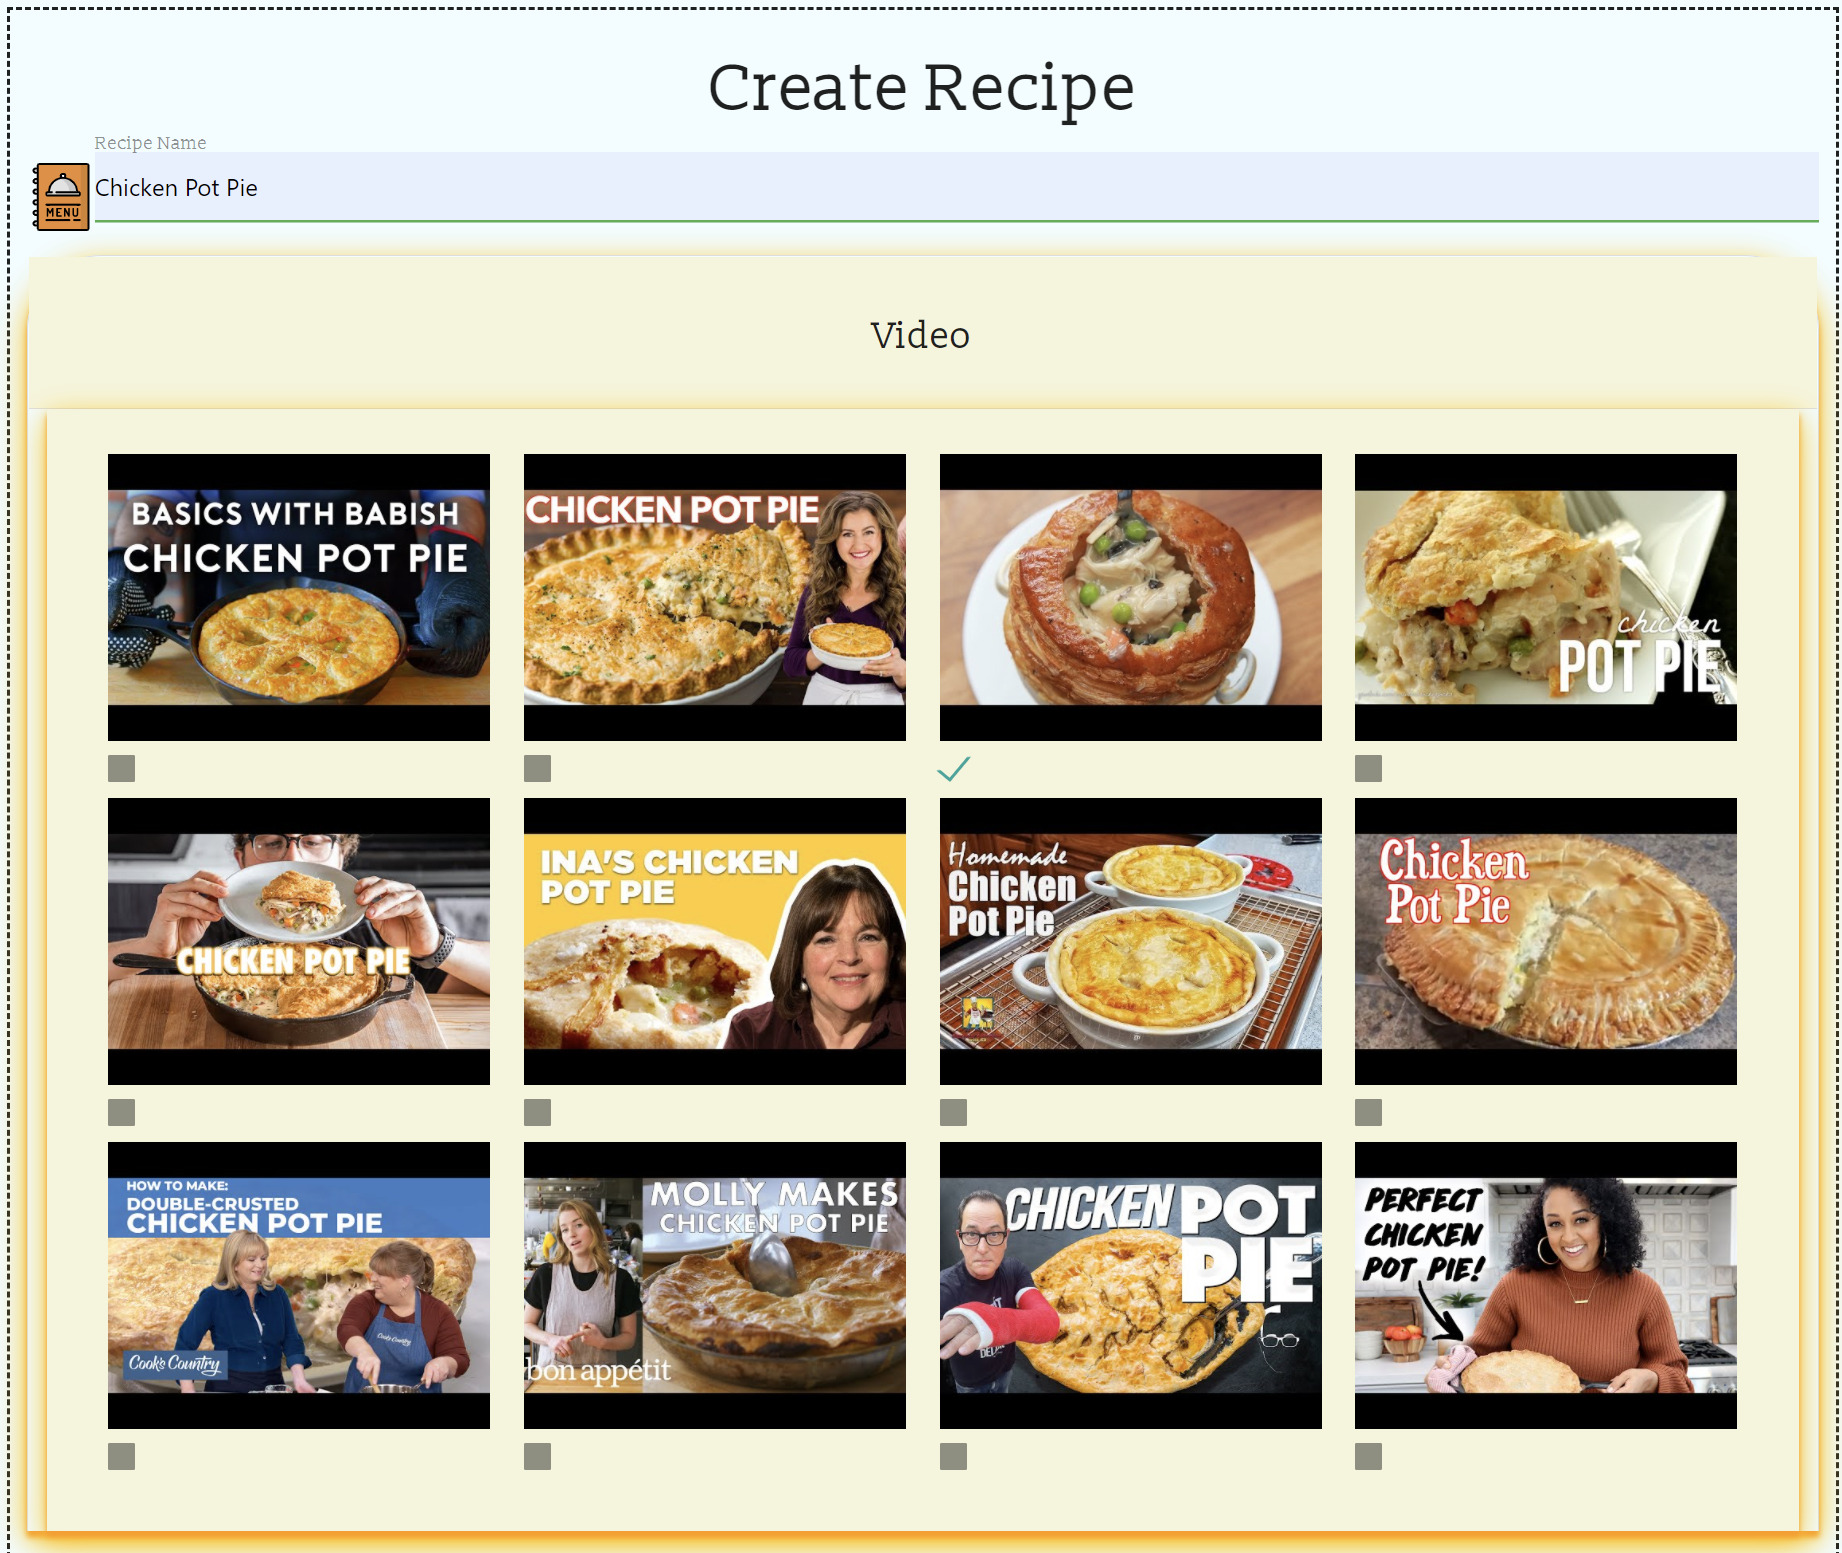 Create Recipe
Recipe Name
MENU
Chicken Pot Pie
Video
BASICS WITH BABISH
CHICKEN POT PIE
CHICKEN POT PIE
chicken
POT PIE
CHICKEN POT PIE
INA'S CHICKEN
POT PIE
Homemade
Chicken
Pot Pie
Chicken
Pot Pie
HOW TO MAKE:
DOUBLE-CRUSTED
CHICKEN POT PIE
Cook's Country
Cook's Country
MOLLY MAKES
CHICKEN POT PIE
bon appétit
CHICKEN POT
PIE
PERFECT
CHICKEN
POT PIE!